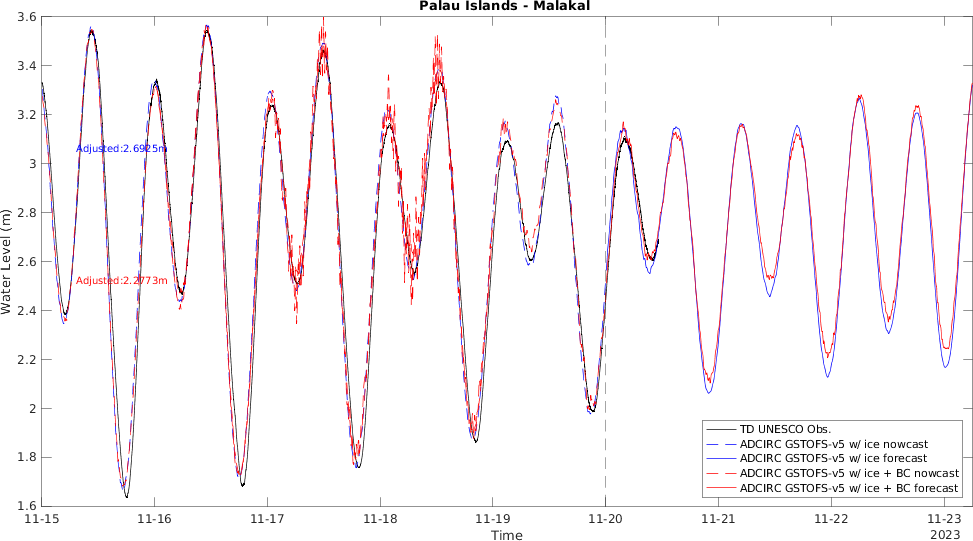 Palau Islands - Malakal
3.6
3.4
3.2
3
2.8
2.6
2.4
2.2
2
1.8
1.6
Water Level (m)
Adjusted:2.6925m
Adjusted:2.2773m
TD UNESCO Obs.
ADCIRC GSTOFS-v5 w/ ice nowcast
ADCIRC GSTOFS-v5 w/ ice forecast
ADCIRC GSTOFS-v5 w/ ice + BC nowcast
ADCIRC GSTOFS-v5 w/ ice + BC forecast
11-15 11-16 11-17 11-18 11-19 11-20 11-21 11-22 11-23
Time 2023